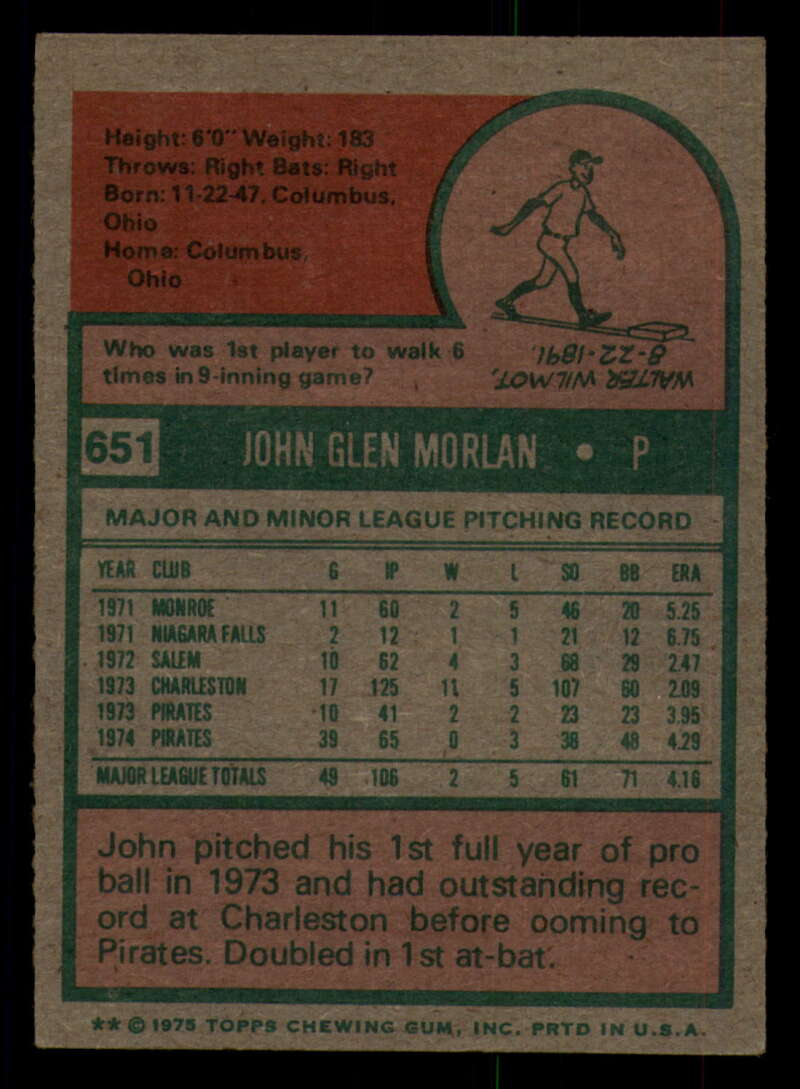 Height: 6'0" Weight: 183
Throws: Right Bats: Right
Born: 11-22-47, Columbus,
Ohio
Home: Columbus,
Ohio
Who was 1st player to walk 6
times in 9-inning game?
WALTER WILMOT,
8-22-1891.
651 JOHN GLEN MORLAN • P
MAJOR AND MINOR LEAGUE PITCHING RECORD
YEAR CLUB G IP W L SO BB ERA
1971 MONROE 11 60 2 5 46 20 5.25
1971 NIAGARA FALLS 2 12 1 1 21 12 6.75
1972 SALEM 10 62 4 3 68 29 2.47
1973 CHARLESTON 17 125 11 5 107 60 2.09
1973 PIRATES 10 41 2 2 23 23 3.95
1974 PIRATES 39 65 0 3 38 48 4.29
MAJOR LEAGUE TOTALS 49 106 2 5 61 71 4.16
John pitched his 1st full year of pro
ball in 1973 and had outstanding rec-
ord at Charleston before ooming to
Pirates. Doubled in 1st at-bat.
** © 1975 TOPPS CHEWING GUM, INC. PRTD IN U.S.A.